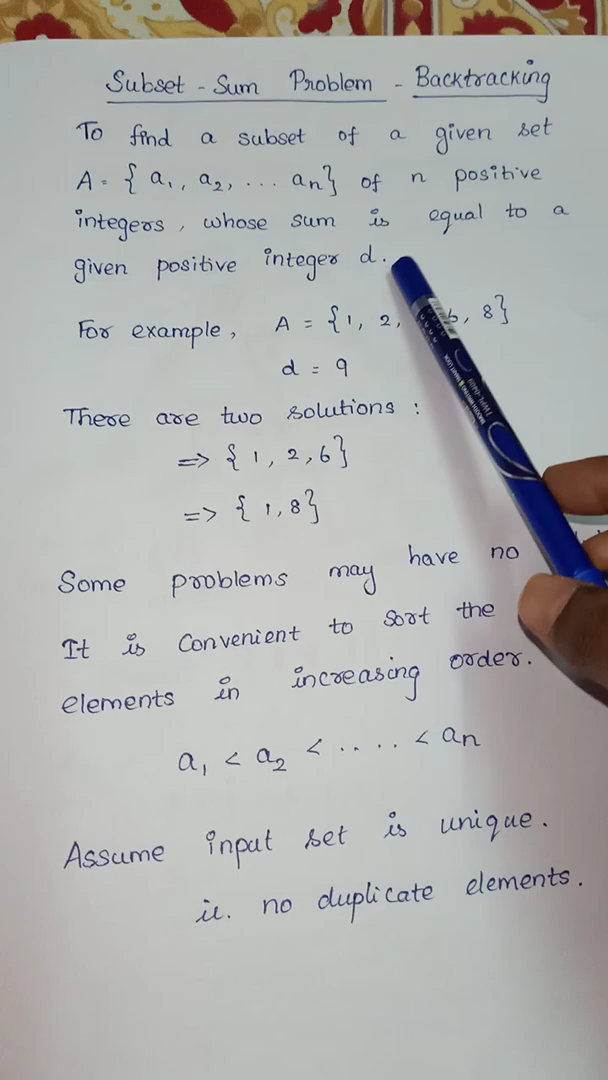 Subset - Sum Problem - Backtracking
To find a subset of a given set
A = { a1, a2, ... an} of n positive
integers, whose sum is equal to a
given positive integer d.
For example, A = {1, 2, 6, 8}
d = 9
There are two solutions :
=> { 1, 2, 6}
=> { 1, 8}
Some problems may have no
It is convenient to sort the
elements in increasing order.
a1 < a2 < ..... < an
Assume input set is unique.
ie. no duplicate elements.